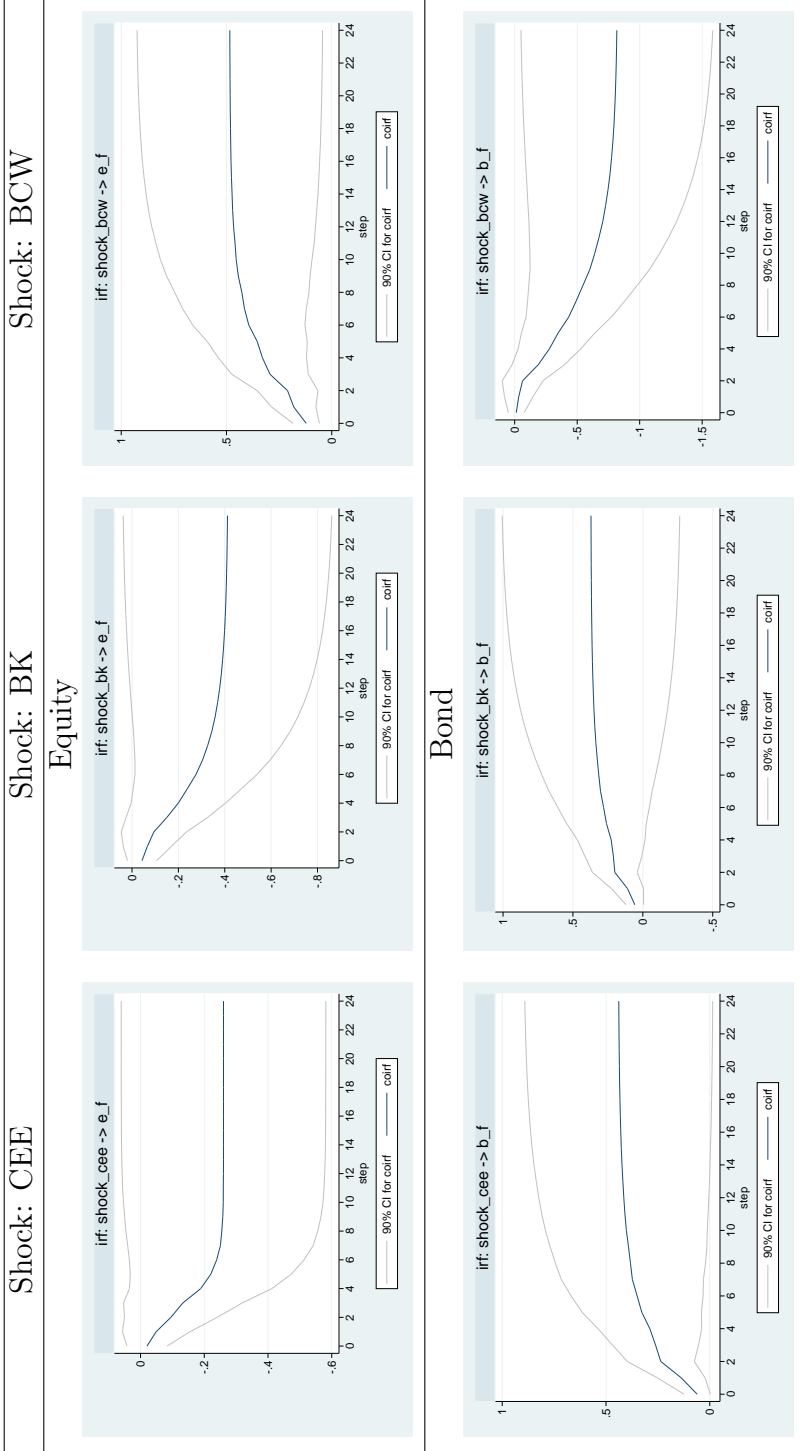 Shock: CEE
Shock: BK
Shock: BCW
Equity
irf: shock_cee -> e_f
0
-.2
-.4
-.6
0 2 4 6 8 10 12 14 16 18 20 22 24
step
90% CI for coirf coirf
irf: shock_bk -> e_f
0
-.2
-.4
-.6
-.8
0 2 4 6 8 10 12 14 16 18 20 22 24
step
90% CI for coirf coirf
irf: shock_bcw -> e_f
1
.5
0
0 2 4 6 8 10 12 14 16 18 20 22 24
step
90% CI for coirf coirf
Bond
irf: shock_cee -> b_f
1
.5
0
0 2 4 6 8 10 12 14 16 18 20 22 24
step
90% CI for coirf coirf
irf: shock_bk -> b_f
1
.5
0
-.5
0 2 4 6 8 10 12 14 16 18 20 22 24
step
90% CI for coirf coirf
irf: shock_bcw -> b_f
0
-.5
-1
-1.5
0 2 4 6 8 10 12 14 16 18 20 22 24
step
90% CI for coirf coirf